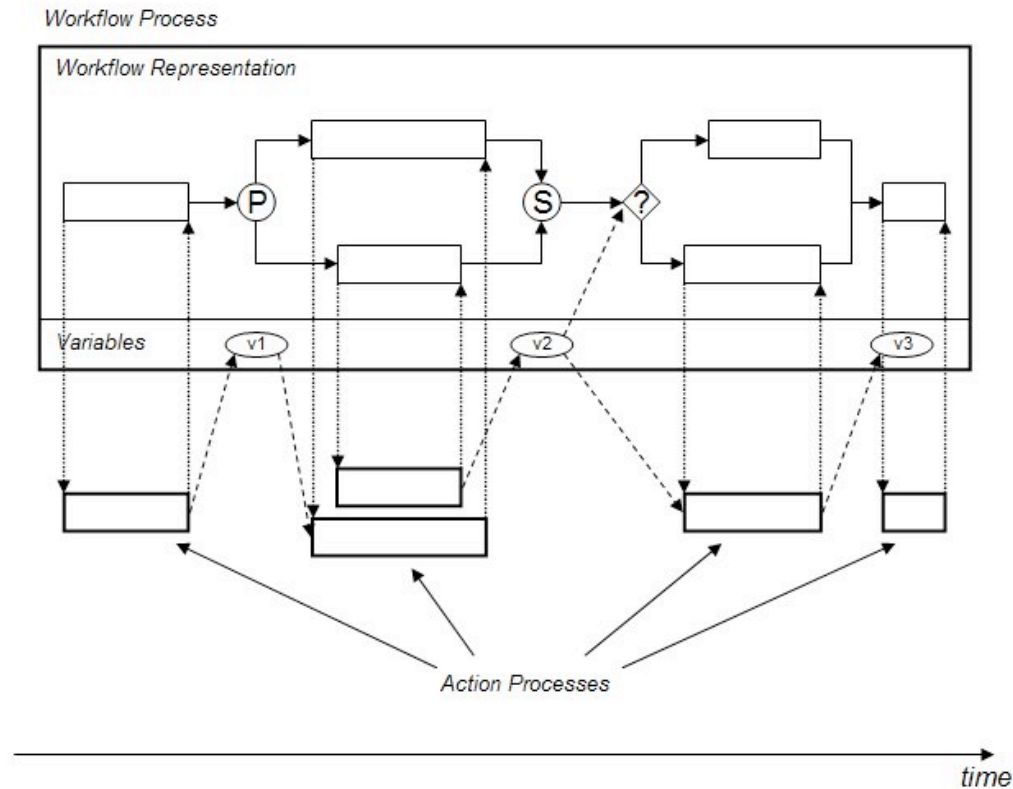 Workflow Process
Workflow Representation
P
S
?
Variables
v1
v2
v3
Action Processes
time